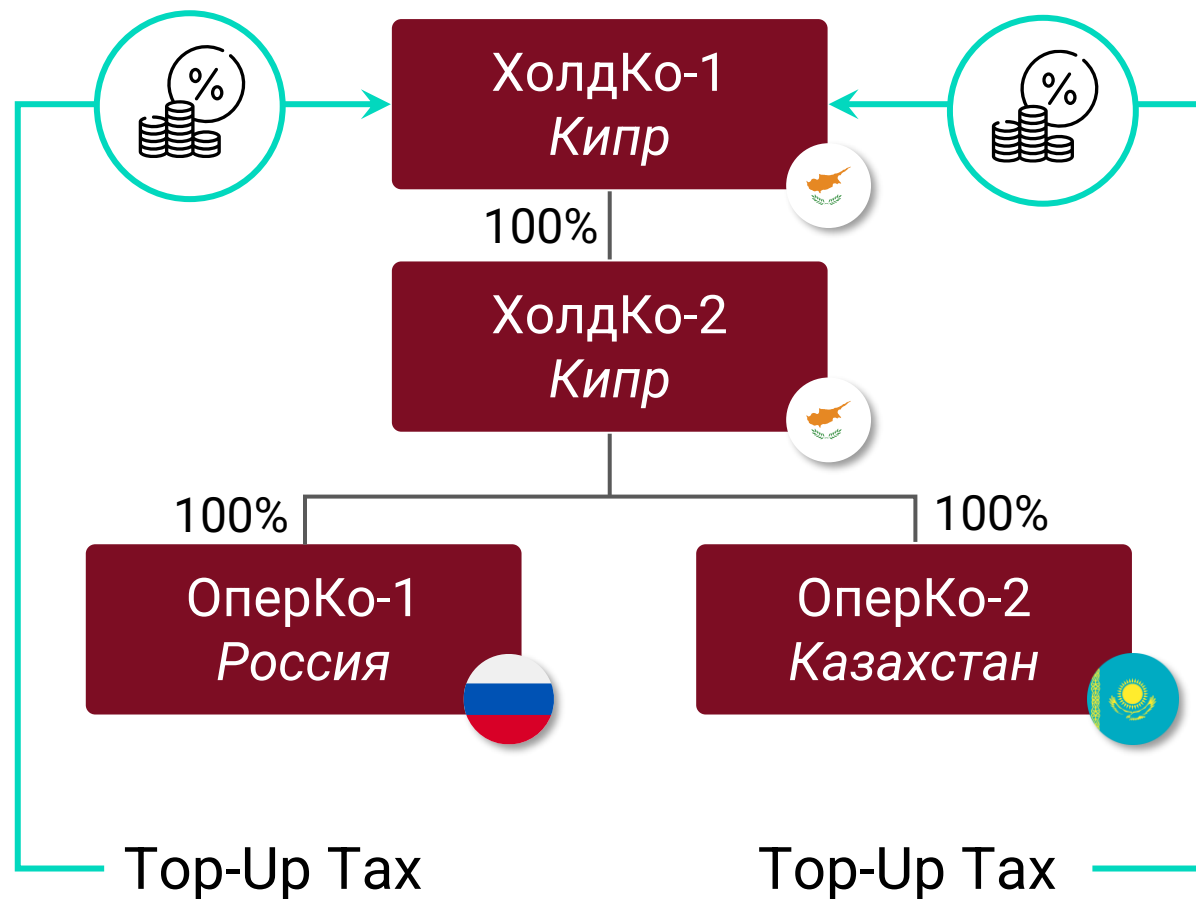 %
%
ХолдКо-1
Кипр
100%
ХолдКо-2
Кипр
100%
100%
ОперКо-1
Россия
ОперКо-2
Казахстан
Top-Up Tax
Top-Up Tax